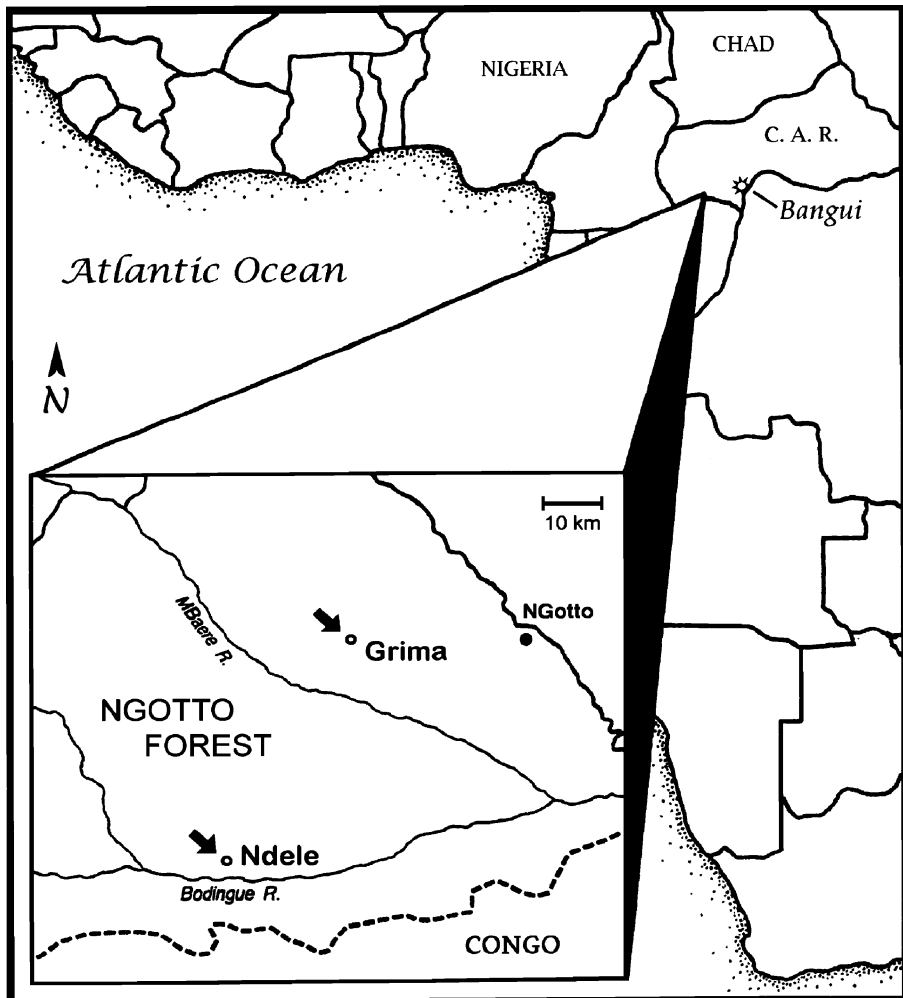 CHAD
NIGERIA
C. A. R.
Bangui
Atlantic Ocean
N
10 km
NGotto
MBaere R.
Grima
NGOTTO
FOREST
Ndele
Bodingue R.
CONGO